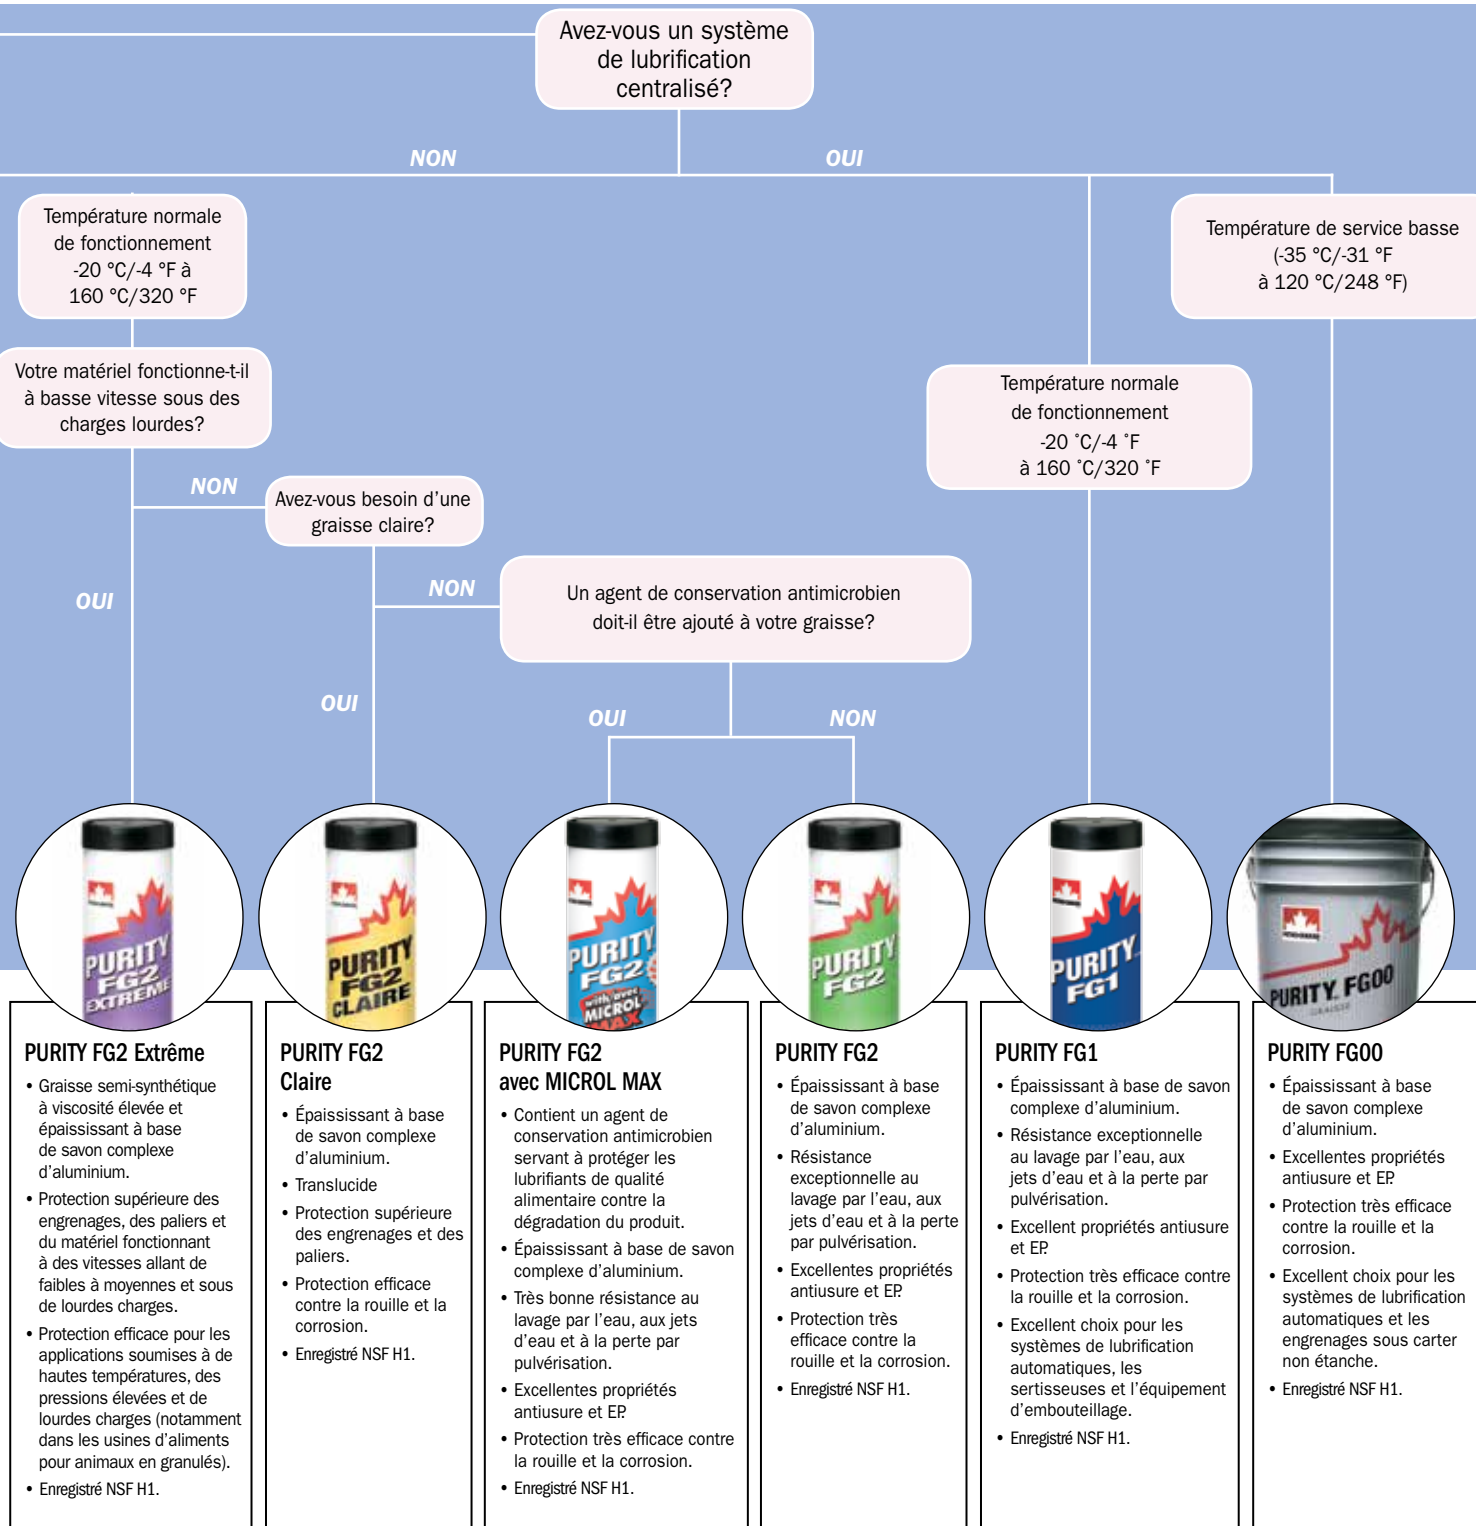 Avez-vous un système
de lubrification
centralisé?
NON
OUI
Température normale
de fonctionnement
-20 °C/-4 °F à
160 °C/320 °F
Température de service basse
(-35 °C/-31 °F
à 120 °C/248 °F)
Votre matériel fonctionne-t-il
à basse vitesse sous des
charges lourdes?
Température normale
de fonctionnement
-20 ˚C/-4 ˚F
à 160 ˚C/320 ˚F
NON
Avez-vous besoin d'une
graisse claire?
OUI
NON
Un agent de conservation antimicrobien
doit-il être ajouté à votre graisse?
OUI
OUI
NON
PURITY
FG2
EXTRÊME
PURITY
FG2
CLAIRE
PURITY
FG2
with/avec
MICROL
MAX
PURITY
FG2
PURITY
FG1
PURITY FG00
PURITY FG2 Extrême
• Graisse semi-synthétique
à viscosité élevée et
épaississant à base
de savon complexe
d'aluminium.
• Protection supérieure des
engrenages, des paliers et
du matériel fonctionnant
à des vitesses allant de
faibles à moyennes et sous
de lourdes charges.
• Protection efficace pour les
applications soumises à de
hautes températures, des
pressions élevées et de
lourdes charges (notamment
dans les usines d'aliments
pour animaux en granulés).
• Enregistré NSF H1.
PURITY FG2
Claire
• Épaississant à base
de savon complexe
d'aluminium.
• Translucide
• Protection supérieure
des engrenages et des
paliers.
• Protection efficace
contre la rouille et la
corrosion.
• Enregistré NSF H1.
PURITY FG2
avec MICROL MAX
• Contient un agent de
conservation antimicrobien
servant à protéger les
lubrifiants de qualité
alimentaire contre la
dégradation du produit.
• Épaississant à base de savon
complexe d'aluminium.
• Très bonne résistance au
lavage par l'eau, aux jets
d'eau et à la perte par
pulvérisation.
• Excellentes propriétés
antiusure et EP.
• Protection très efficace contre
la rouille et la corrosion.
• Enregistré NSF H1.
PURITY FG2
• Épaississant à base
de savon complexe
d'aluminium.
• Résistance
exceptionnelle au
lavage par l'eau, aux
jets d'eau et à la perte
par pulvérisation.
• Excellentes propriétés
antiusure et EP.
• Protection très
efficace contre la
rouille et la corrosion.
• Enregistré NSF H1.
PURITY FG1
• Épaississant à base de savon
complexe d'aluminium.
• Résistance exceptionnelle
au lavage par l'eau, aux
jets d'eau et à la perte par
pulvérisation.
• Excellent propriétés antiusure
et EP.
• Protection très efficace contre
la rouille et la corrosion.
• Excellent choix pour les
systèmes de lubrification
automatiques, les
sertisseuses et l'équipement
d'embouteillage.
• Enregistré NSF H1.
PURITY FG00
• Épaississant à base
de savon complexe
d'aluminium.
• Excellentes propriétés
antiusure et EP.
• Protection très efficace
contre la rouille et la
corrosion.
• Excellent choix pour les
systèmes de lubrification
automatiques et les
engrenages sous carter
non étanche.
• Enregistré NSF H1.